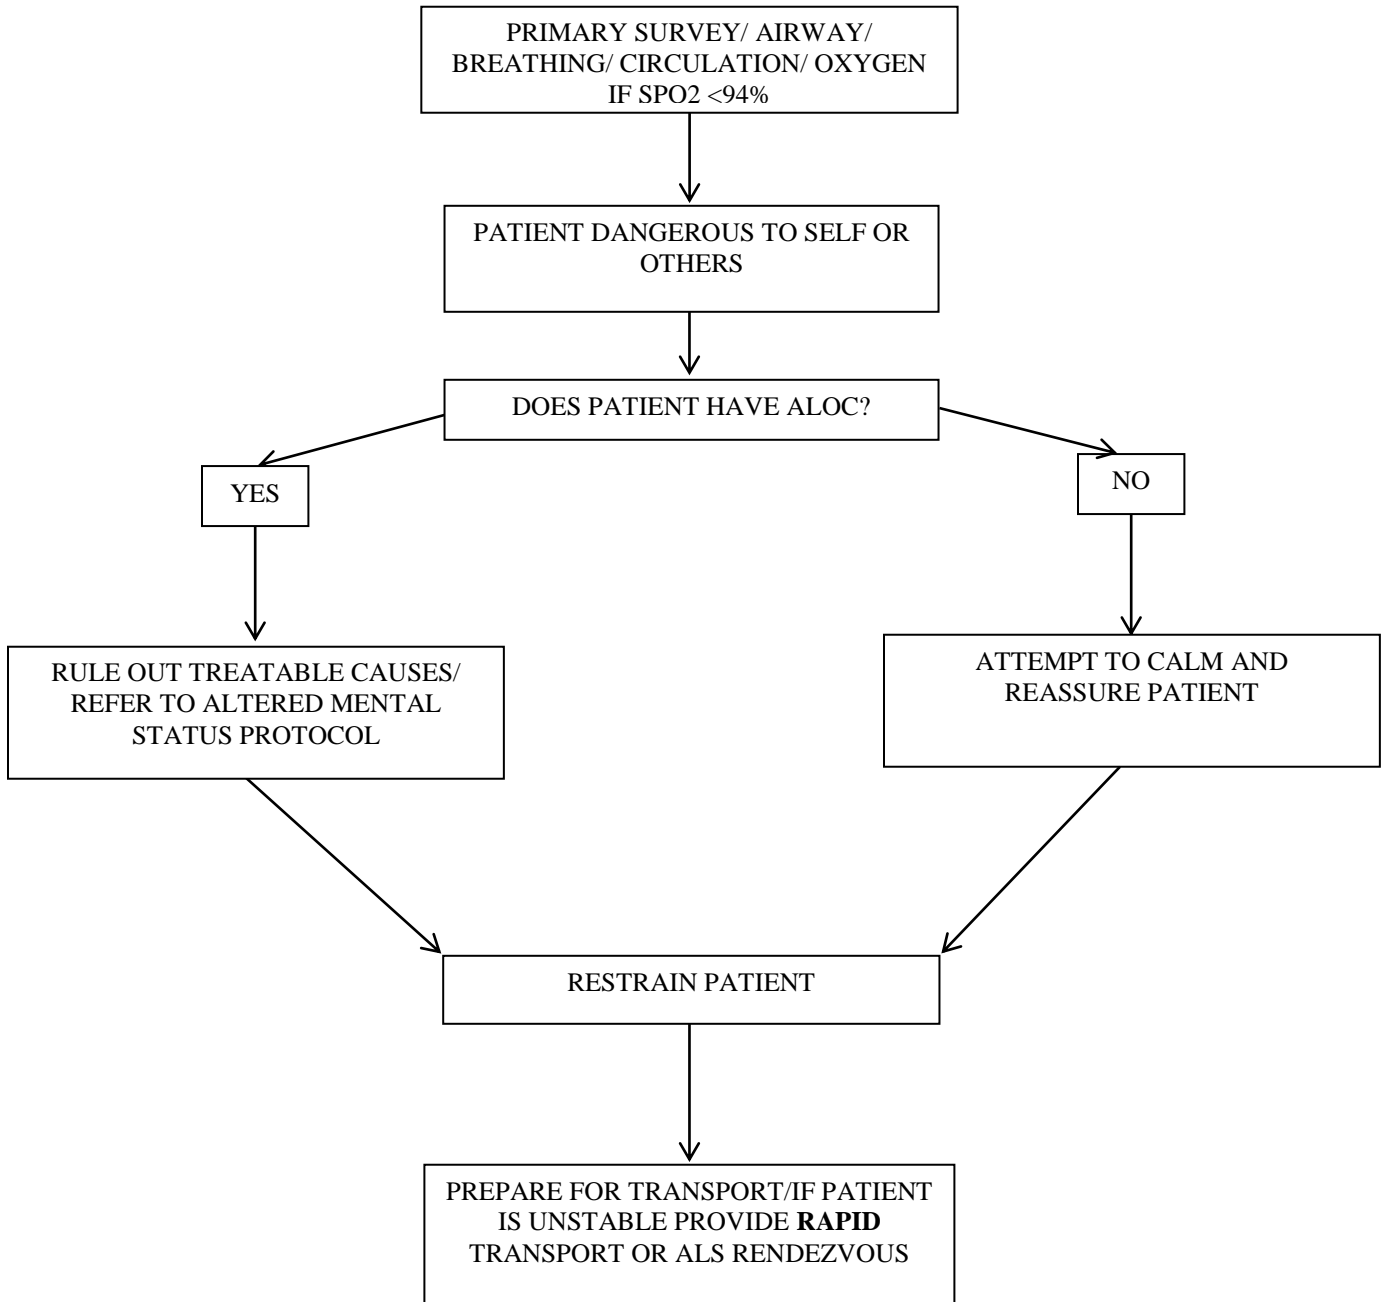 PRIMARY SURVEY/ AIRWAY/
BREATHING/ CIRCULATION/ OXYGEN
IF SPO2 <94%
PATIENT DANGEROUS TO SELF OR
OTHERS
DOES PATIENT HAVE ALOC?
YES
NO
RULE OUT TREATABLE CAUSES/
REFER TO ALTERED MENTAL
STATUS PROTOCOL
ATTEMPT TO CALM AND
REASSURE PATIENT
RESTRAIN PATIENT
PREPARE FOR TRANSPORT/IF PATIENT
IS UNSTABLE PROVIDE RAPID
TRANSPORT OR ALS RENDEZVOUS